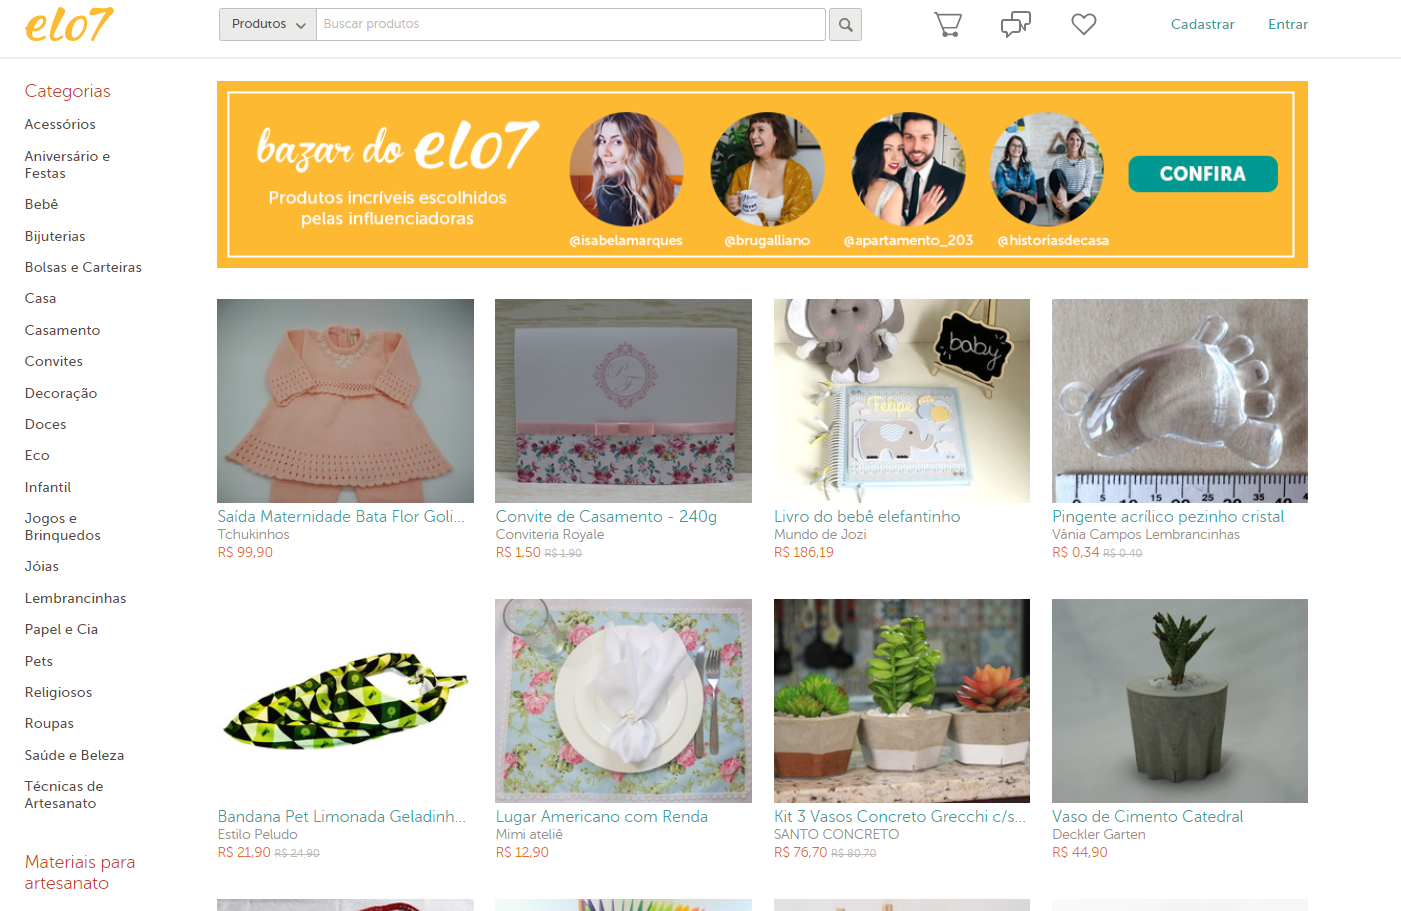 elo7
Produtos
Buscar produtos
Cadastrar
Entrar
Categorias
Acessórios
Aniversário e
Festas
Bebê
Bijuterias
Bolsas e Carteiras
Casa
Casamento
Convites
Decoração
Doces
Eco
Infantil
Jogos e
Brinquedos
Jóias
Lembrancinhas
Papel e Cia
Pets
Religiosos
Roupas
Saúde e Beleza
Técnicas de
Artesanato
Materiais para
artesanato
bazar do elo7
Produtos incríveis escolhidos
pelas influenciadoras
@isabelamarques
@brugalliano
@apartamento_203
@historiasdecasa
CONFIRA
baby
Felipe
Saída Maternidade Bata Flor Goli...
Tchukinhos
R$ 99,90
Convite de Casamento - 240g
Conviteria Royale
R$ 1,50 R$ 1,90
Livro do bebê elefantinho
Mundo de Jozi
R$ 186,19
10 20 30 40
Pingente acrílico pezinho cristal
Vânia Campos Lembrancinhas
R$ 0,34 R$ 0,40
Bandana Pet Limonada Geladinh...
Estilo Peludo
R$ 21,90 R$ 24,90
Lugar Americano com Renda
Mimi ateliê
R$ 12,90
Kit 3 Vasos Concreto Grecchi c/s...
SANTO CONCRETO
R$ 76,70 R$ 80,70
Vaso de Cimento Catedral
Deckler Garten
R$ 44,90